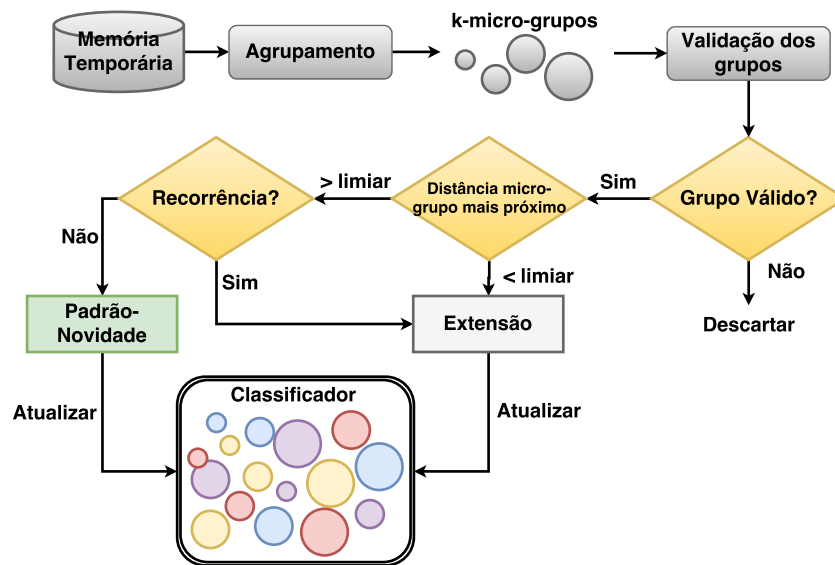 Memória
Temporária
Agrupamento
k-micro-grupos
Validação dos
grupos
Recorrência?
> limiar
Distância micro-
grupo mais próximo
Sim
Grupo Válido?
Não
Sim
< limiar
Não
Padrão-
Novidade
Extensão
Descartar
Atualizar
Classificador
Atualizar